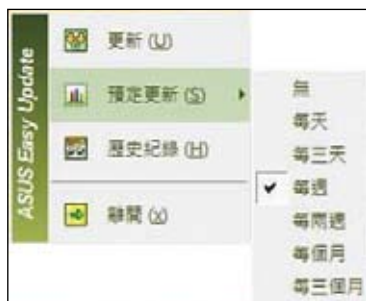 ASUS Easy Update
更新 (U)
預定更新 (S)
歷史紀錄 (H)
離開 (x)
無
每天
每三天
每週
每兩週
每個月
每三個月